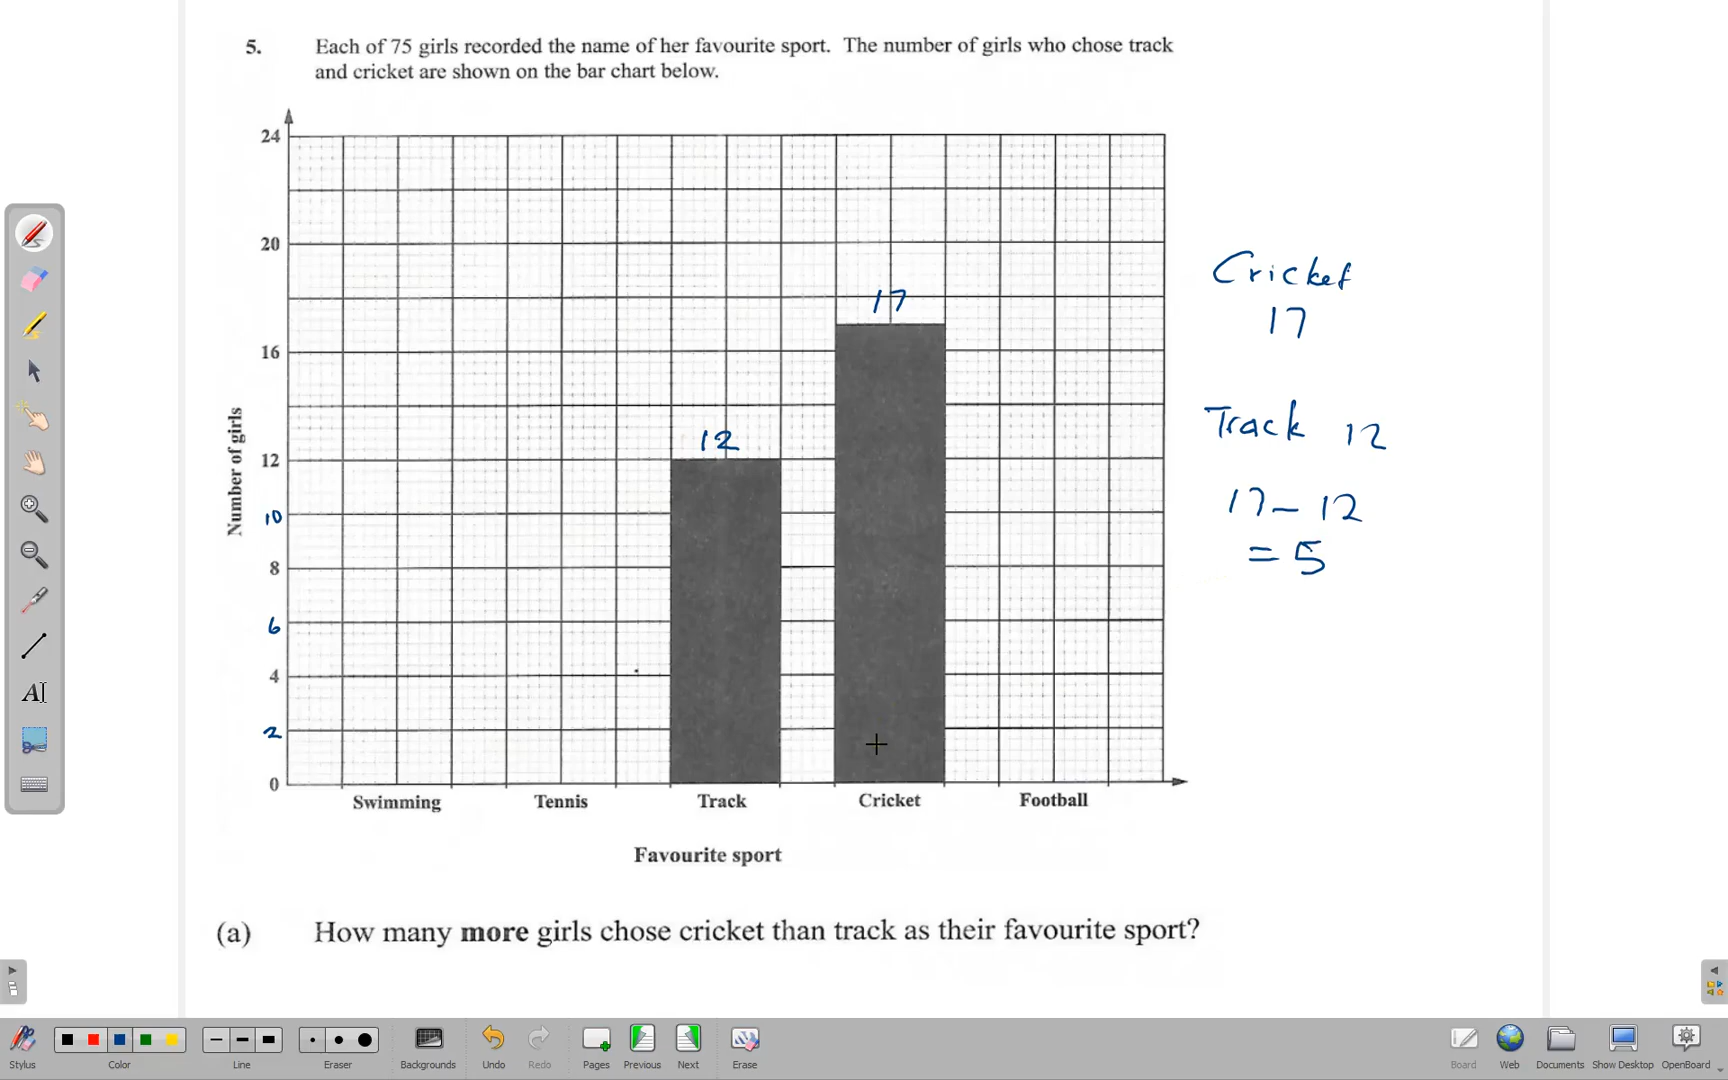 5. Each of 75 girls recorded the name of her favourite sport. The number of girls who chose track
and cricket are shown on the bar chart below.
24
20
16
12
10
8
6
4
2
0
Number of girls
12
17
Swimming Tennis Track Cricket Football
Favourite sport
Cricket
17
Track 12
17 - 12
= 5
(a) How many more girls chose cricket than track as their favourite sport?
AI
Stylus Color Line Eraser Backgrounds Undo Redo Pages Previous Next Erase Board Web Documents Show Desktop OpenBoard